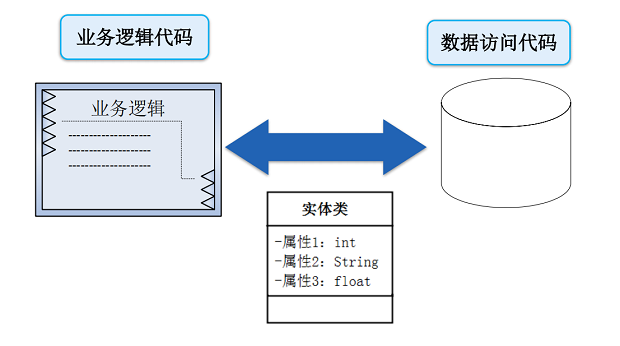 业务逻辑代码
数据访问代码
业务逻辑
实体类
-属性1: int
-属性2: String
-属性3: float